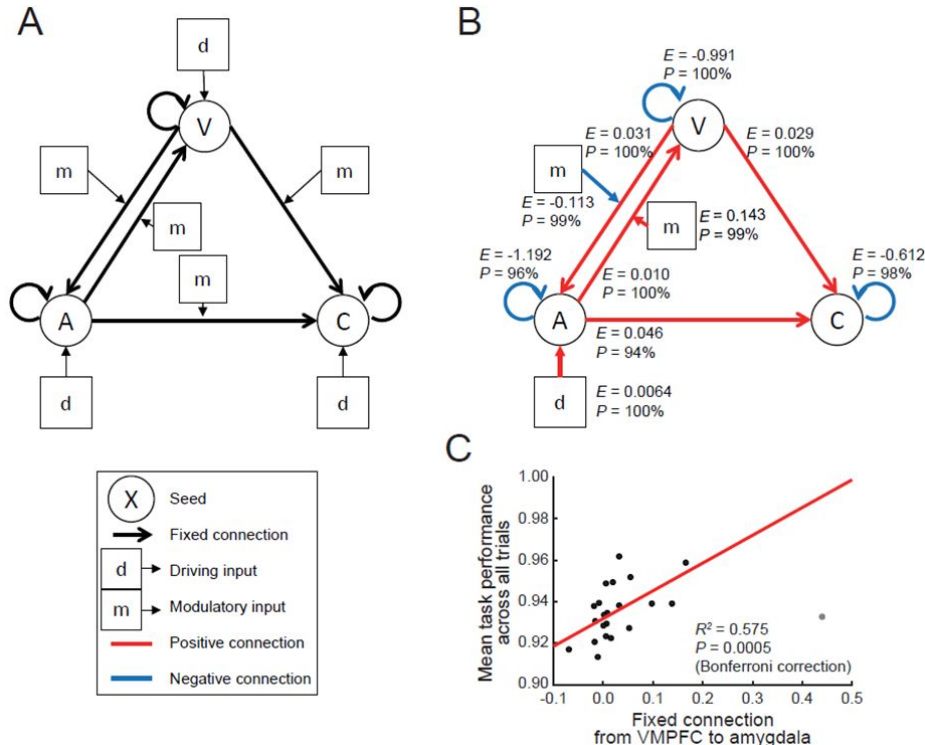 A
d
V
m
m
m
m
A
C
d
d
B
E = -0.991
P = 100%
V
E = 0.031
P = 100%
E = 0.029
P = 100%
m
E = -0.113
P = 99%
m
E = 0.143
P = 99%
E = -1.192
P = 96%
E = 0.010
P = 100%
E = -0.612
P = 98%
A
C
E = 0.046
P = 94%
d
E = 0.0064
P = 100%
X
Seed
Fixed connection
d
Driving input
m
Modulatory input
Positive connection
Negative connection
C
Mean task performance
across all trials
1.00
0.98
0.96
0.94
0.92
0.90
R² = 0.575
P = 0.0005
(Bonferroni correction)
-0.1
0.0
0.1
0.2
0.3
0.4
0.5
Fixed connection
from VMPFC to amygdala